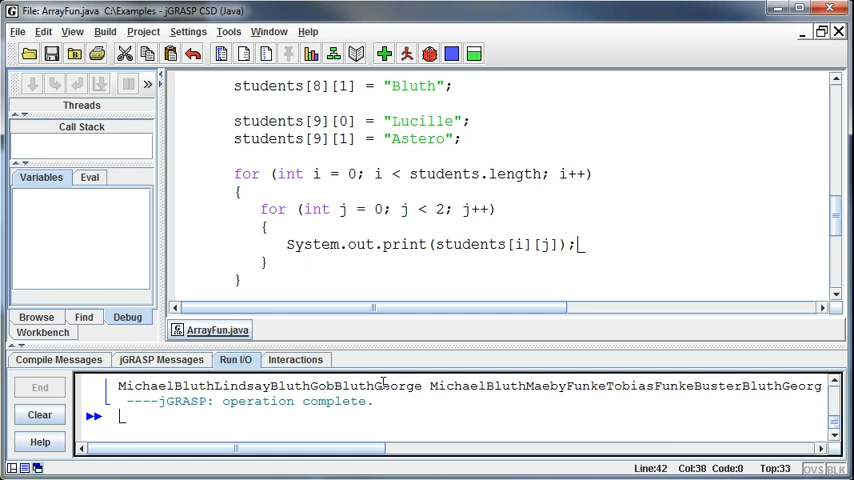 File: ArrayFun.java  C:\Examples - jGRASP CSD (Java)
File Edit View Build Project Settings Tools Window Help
Threads
Call Stack
Variables Eval
Browse Find Debug
Workbench
students[8][1] = "Bluth";
students[9][0] = "Lucille";
students[9][1] = "Astero";
for (int i = 0; i < students.length; i++)
{
for (int j = 0; j < 2; j++)
{
System.out.print(students[i][j]);
}
}
ArrayFun.java
Compile Messages jGRASP Messages Run I/O Interactions
End
Clear
Help
MichaelBluthLindsayBluthGobBluthGeorge MichaelBluthMaebyFunkeTobiasFunkeBusterBluthGeorg
----jGRASP: operation complete.
Line:42 Col:38 Code:0 Top:33 OVS BLK